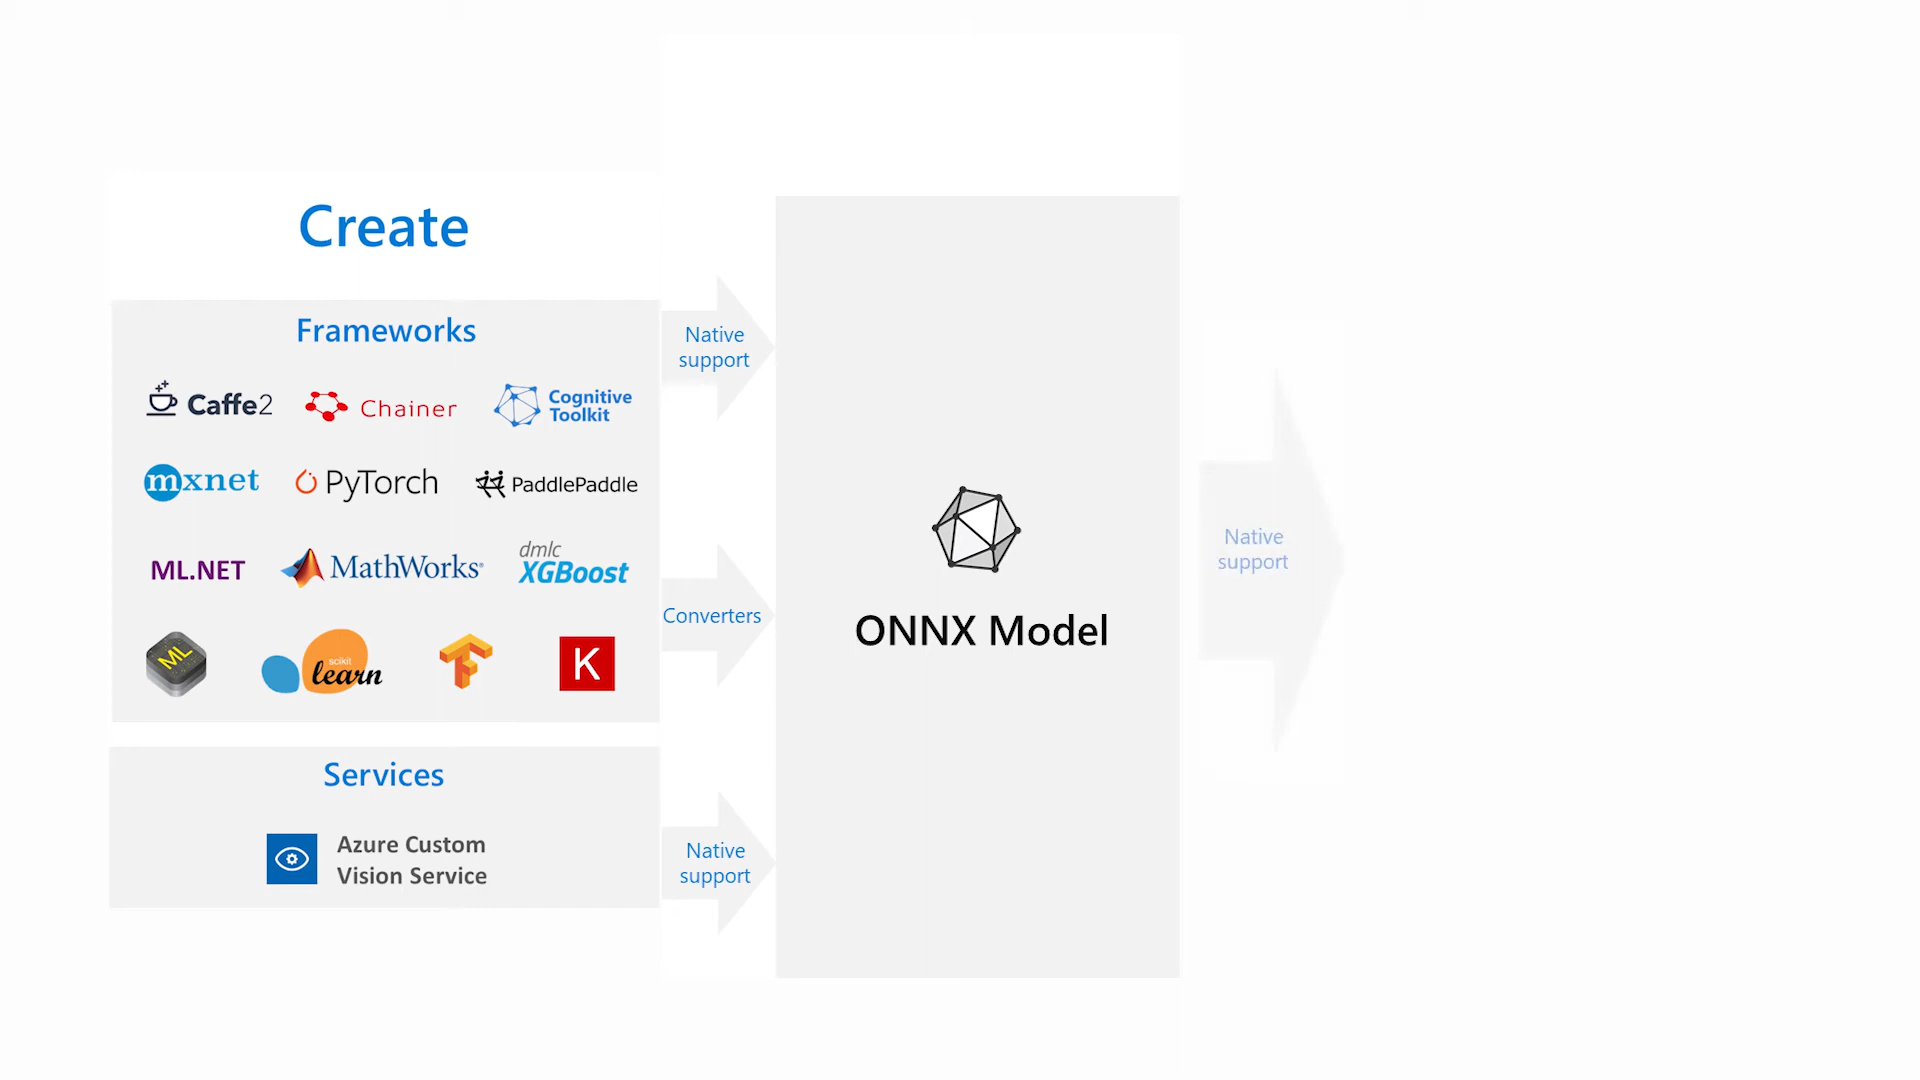 Create
Frameworks
Caffe2
Chainer
Cognitive
Toolkit
mxnet
PyTorch
PaddlePaddle
ML.NET
MathWorks®
dmlc
XGBoost
ML
scikit
learn
K
Services
Azure Custom
Vision Service
Native
support
Converters
Native
support
ONNX Model
Native
support